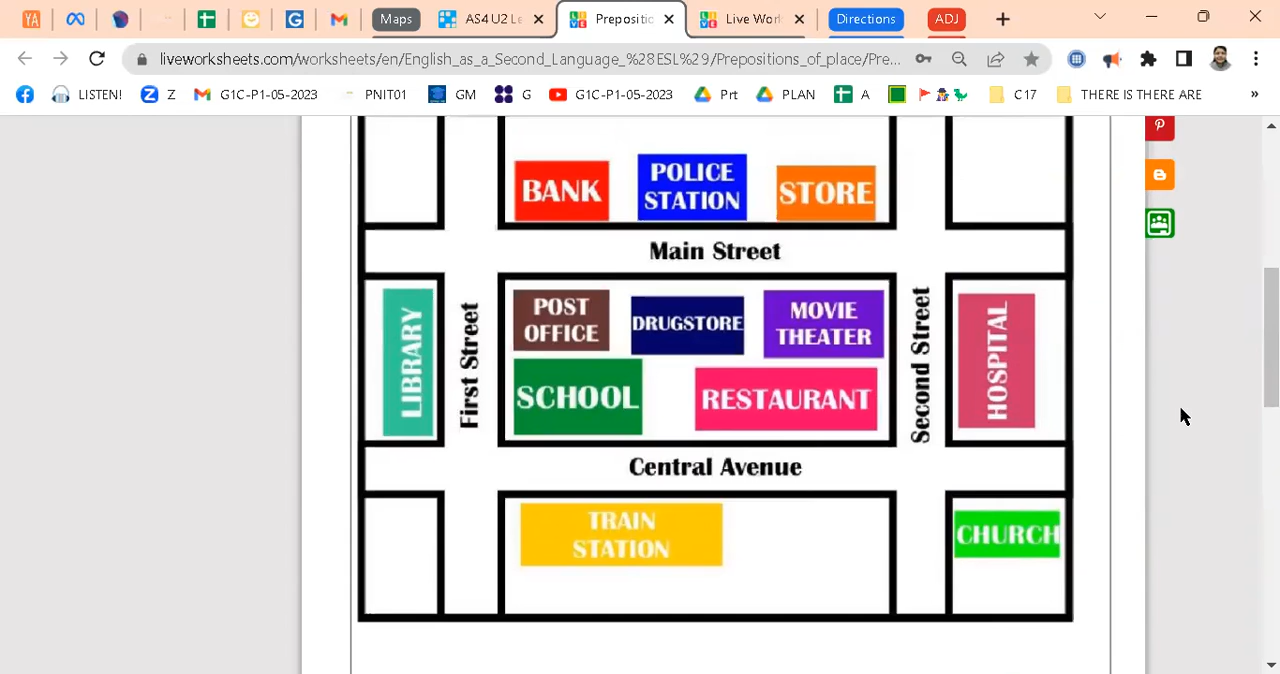 YA
Maps
AS4 U2 Le
Prepositio
Live Work
Directions
ADJ
liveworksheets.com/worksheets/en/English_as_a_Second_Language_%28ESL%29/Prepositions_of_place/Pre...
LISTEN!
Z
G1C-P1-05-2023
PNIT01
GM
G
G1C-P1-05-2023
Prt
PLAN
A
C17
THERE IS THERE ARE
BANK
POLICE
STATION
STORE
Main Street
LIBRARY
First Street
POST
OFFICE
DRUGSTORE
MOVIE
THEATER
SCHOOL
RESTAURANT
Second Street
HOSPITAL
Central Avenue
TRAIN
STATION
CHURCH